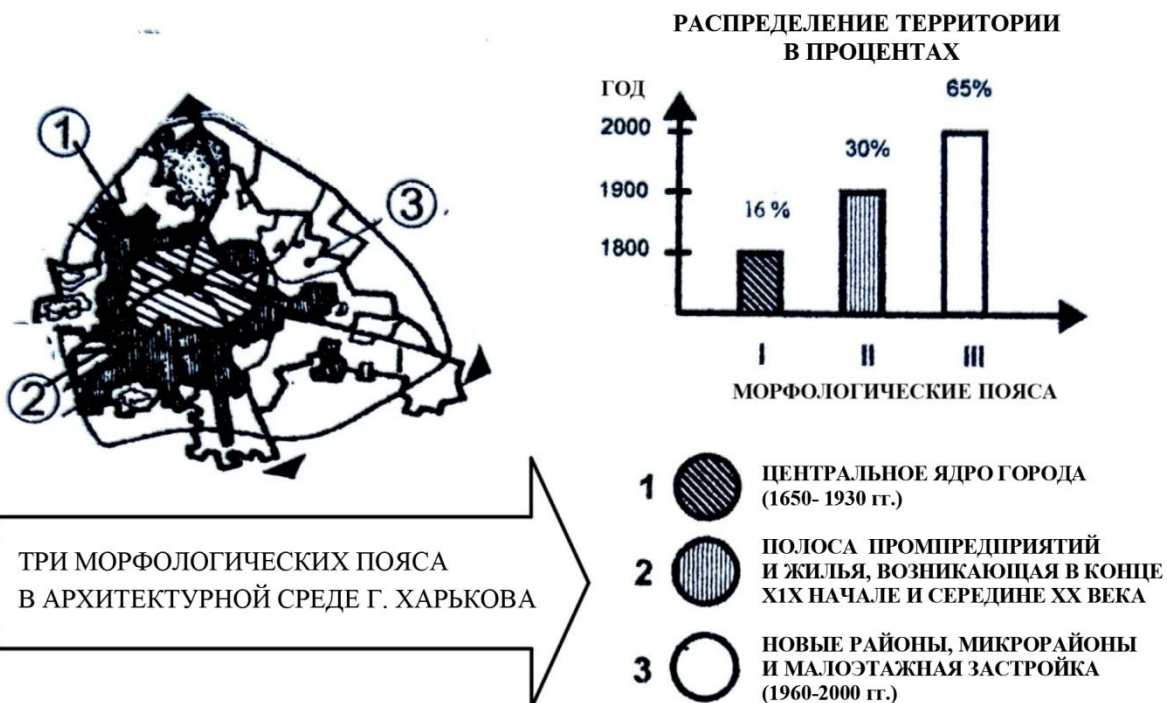 РАСПРЕДЕЛЕНИЕ ТЕРРИТОРИИ
В ПРОЦЕНТАХ
ГОД
2000
1900
1800
16 %
30%
65%
I
II
III
МОРФОЛОГИЧЕСКИЕ ПОЯСА
1
2
3
ТРИ МОРФОЛОГИЧЕСКИХ ПОЯСА
В АРХИТЕКТУРНОЙ СРЕДЕ Г. ХАРЬКОВА
1
ЦЕНТРАЛЬНОЕ ЯДРО ГОРОДА
(1650- 1930 гг.)
2
ПОЛОСА ПРОМПРЕДПРИЯТИЙ
И ЖИЛЬЯ, ВОЗНИКАЮЩАЯ В КОНЦЕ
X1X НАЧАЛЕ И СЕРЕДИНЕ XX ВЕКА
3
НОВЫЕ РАЙОНЫ, МИКРОРАЙОНЫ
И МАЛОЭТАЖНАЯ ЗАСТРОЙКА
(1960-2000 гг.)